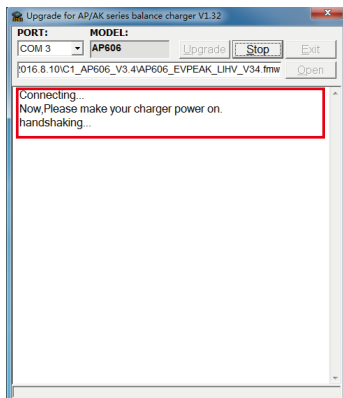 Upgrade for AP/AK series balance charger V1.32
PORT: MODEL:
COM 3 AP606 Upgrade Stop Exit
2016.8.10\C1_AP606_V3.4\AP606_EVPEAK_LIHV_V34.fmw Open
Connecting...
Now,Please make your charger power on.
handshaking...